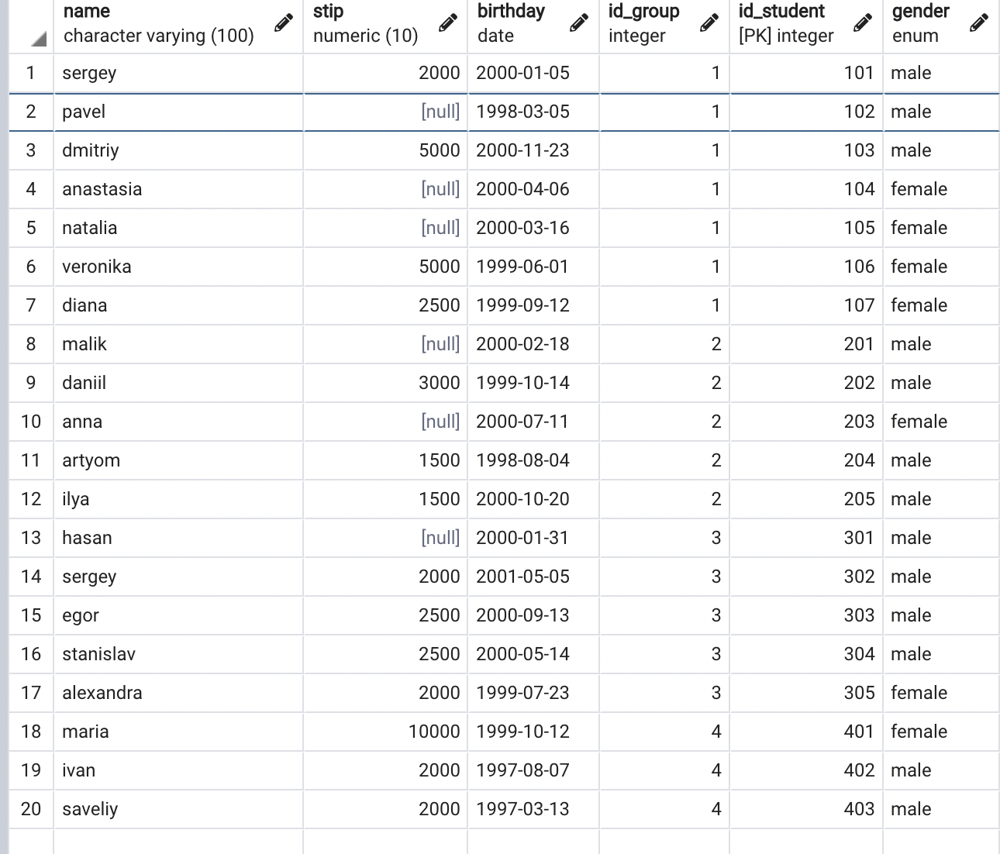 name stip birthday id_group id_student gender
character varying (100) numeric (10) date integer [PK] integer enum
1 sergey 2000 2000-01-05 1 101 male
2 pavel [null] 1998-03-05 1 102 male
3 dmitriy 5000 2000-11-23 1 103 male
4 anastasia [null] 2000-04-06 1 104 female
5 natalia [null] 2000-03-16 1 105 female
6 veronika 5000 1999-06-01 1 106 female
7 diana 2500 1999-09-12 1 107 female
8 malik [null] 2000-02-18 2 201 male
9 daniil 3000 1999-10-14 2 202 male
10 anna [null] 2000-07-11 2 203 female
11 artyom 1500 1998-08-04 2 204 male
12 ilya 1500 2000-10-20 2 205 male
13 hasan [null] 2000-01-31 3 301 male
14 sergey 2000 2001-05-05 3 302 male
15 egor 2500 2000-09-13 3 303 male
16 stanislav 2500 2000-05-14 3 304 male
17 alexandra 2000 1999-07-23 3 305 female
18 maria 10000 1999-10-12 4 401 female
19 ivan 2000 1997-08-07 4 402 male
20 saveliy 2000 1997-03-13 4 403 male